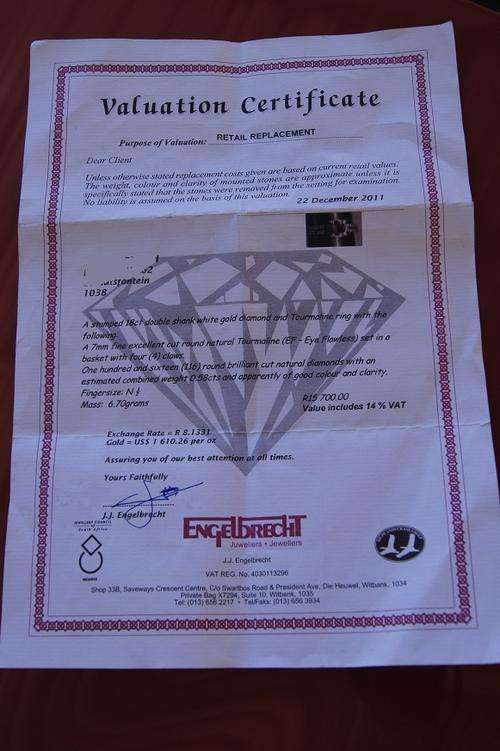 Valuation Certificate
Purpose of Valuation: RETAIL REPLACEMENT
Dear Client
Unless otherwise stated replacement costs given are based on current retail values.
The weight, colour and clarity of mounted stones are approximate unless it is
specifically stated that the stones were removed from the setting for examination.
No liability is assumed on the basis of this valuation.
22 December 2011
1038
A stamped 18ct double shank white gold diamond and Tourmaline ring with the
following:
A 7mm fine excellent cut round natural Tourmaline (EF - Eye Flawless) set in a
basket with four (4) claws.
One hundred and sixteen (116) round brilliant cut natural diamonds with an
estimated combined weight 0.58cts and apparently of good colour and clarity.
Fingersize: N ½
Mass: 6.70grams
R15 700.00
Value includes 14 % VAT
Exchange Rate = R 8.1331
Gold = US$ 1 610.26 per oz
Assuring you of our best attention at all times.
Yours Faithfully
J.J. Engelbrecht
JEWELLERY COUNCIL
of South Africa
MEMBER
ENGELBRECHT
Juweliers • Jewellers
J.J. Engelbrecht
VAT REG. No. 4030113296
Shop 33B, Saveways Crescent Centre, C/o Swartbos Road & President Ave, Die Heuwel, Witbank, 1034
Private Bag X7294, Suite 10, Witbank, 1035
Tel: (013) 656 2217 • Tel/Faks: (013) 656 3934